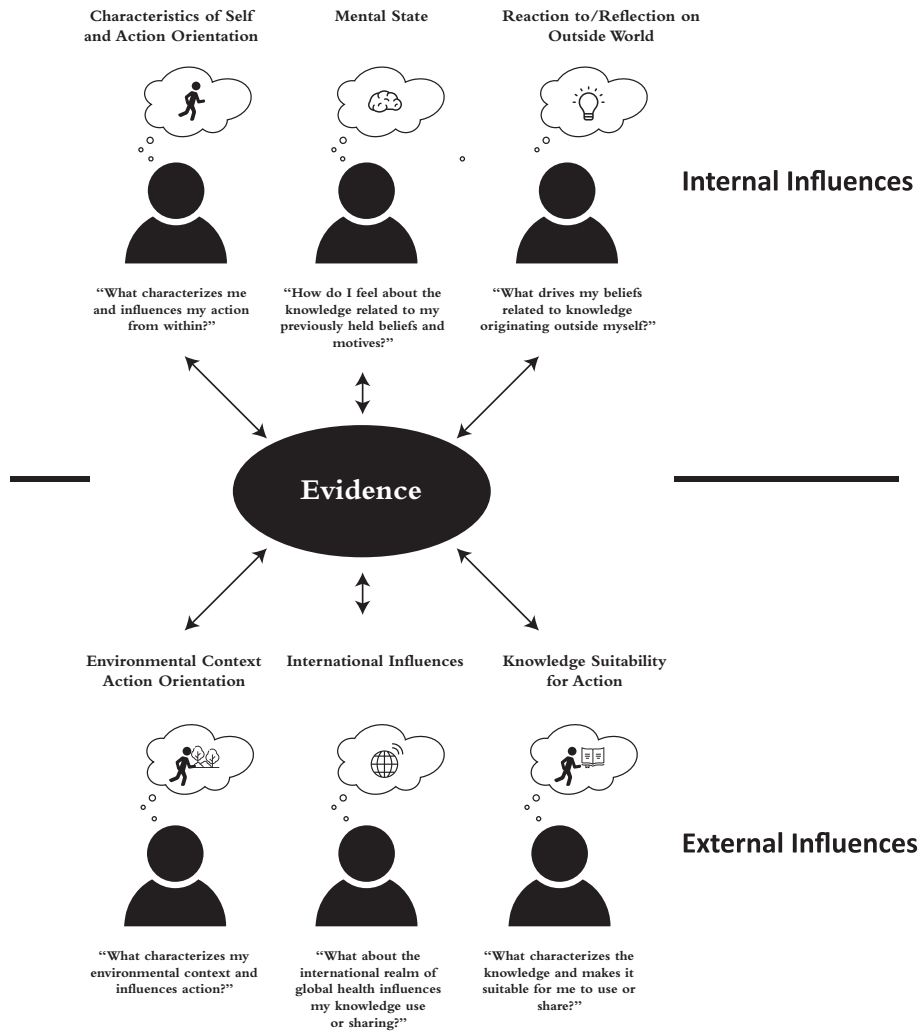 Characteristics of Self
and Action Orientation
Mental State
Reaction to/Reflection on
Outside World
Internal Influences
“What characterizes me
and influences my action
from within?”
“How do I feel about the
knowledge related to my
previously held beliefs and
motives?”
“What drives my beliefs
related to knowledge
originating outside myself?”
Evidence
Environmental Context
Action Orientation
International Influences
Knowledge Suitability
for Action
External Influences
“What characterizes my
environmental context and
influences action?”
“What about the
international realm of
global health influences
my knowledge use
or sharing?”
“What characterizes the
knowledge and makes it
suitable for me to use or
share?”